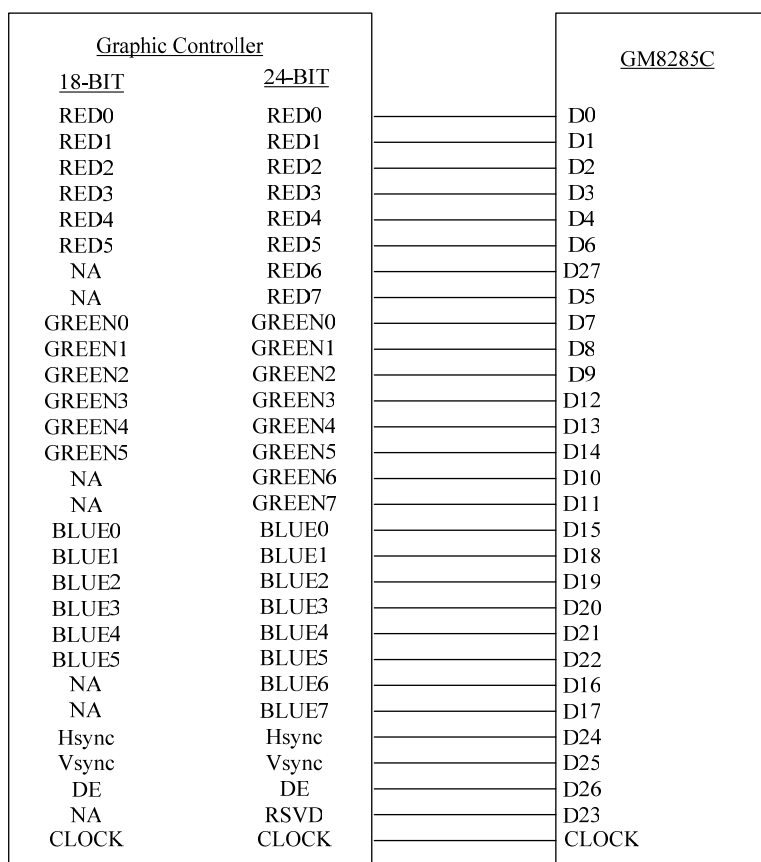 Graphic Controller
GM8285C
18-BIT 24-BIT
RED0 RED0 D0
RED1 RED1 D1
RED2 RED2 D2
RED3 RED3 D3
RED4 RED4 D4
RED5 RED5 D6
NA RED6 D27
NA RED7 D5
GREEN0 GREEN0 D7
GREEN1 GREEN1 D8
GREEN2 GREEN2 D9
GREEN3 GREEN3 D12
GREEN4 GREEN4 D13
GREEN5 GREEN5 D14
NA GREEN6 D10
NA GREEN7 D11
BLUE0 BLUE0 D15
BLUE1 BLUE1 D18
BLUE2 BLUE2 D19
BLUE3 BLUE3 D20
BLUE4 BLUE4 D21
BLUE5 BLUE5 D22
NA BLUE6 D16
NA BLUE7 D17
Hsync Hsync D24
Vsync Vsync D25
DE DE D26
NA RSVD D23
CLOCK CLOCK CLOCK